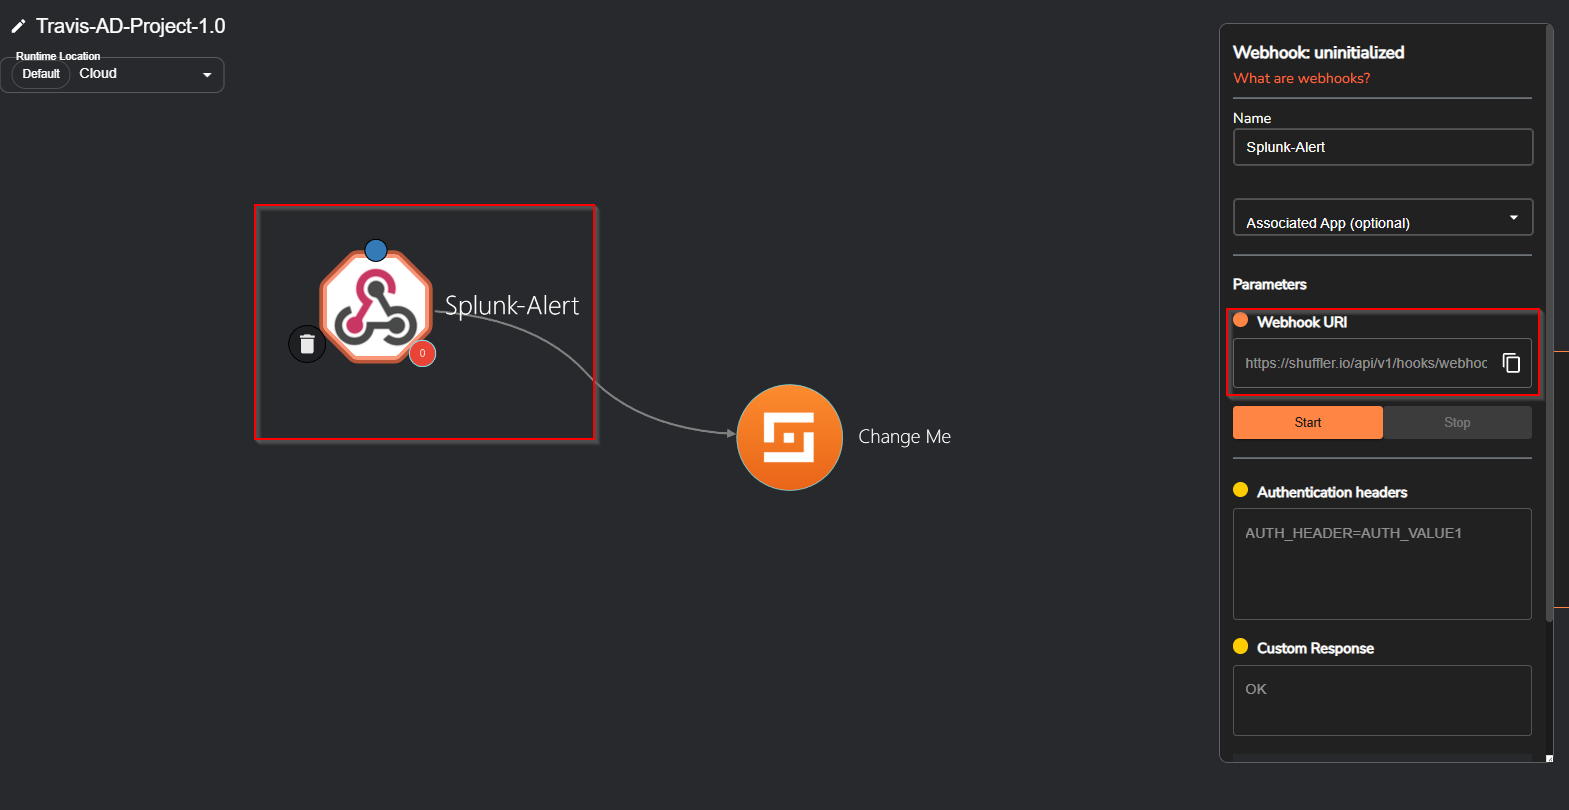 Travis-AD-Project-1.0
Runtime Location
Default Cloud
Splunk-Alert
0
Change Me
Webhook: uninitialized
What are webhooks?
Name
Splunk-Alert
Associated App (optional)
Parameters
Webhook URI
https://shuffler.io/api/v1/hooks/webhoc
Start Stop
Authentication headers
AUTH_HEADER=AUTH_VALUE1
Custom Response
OK